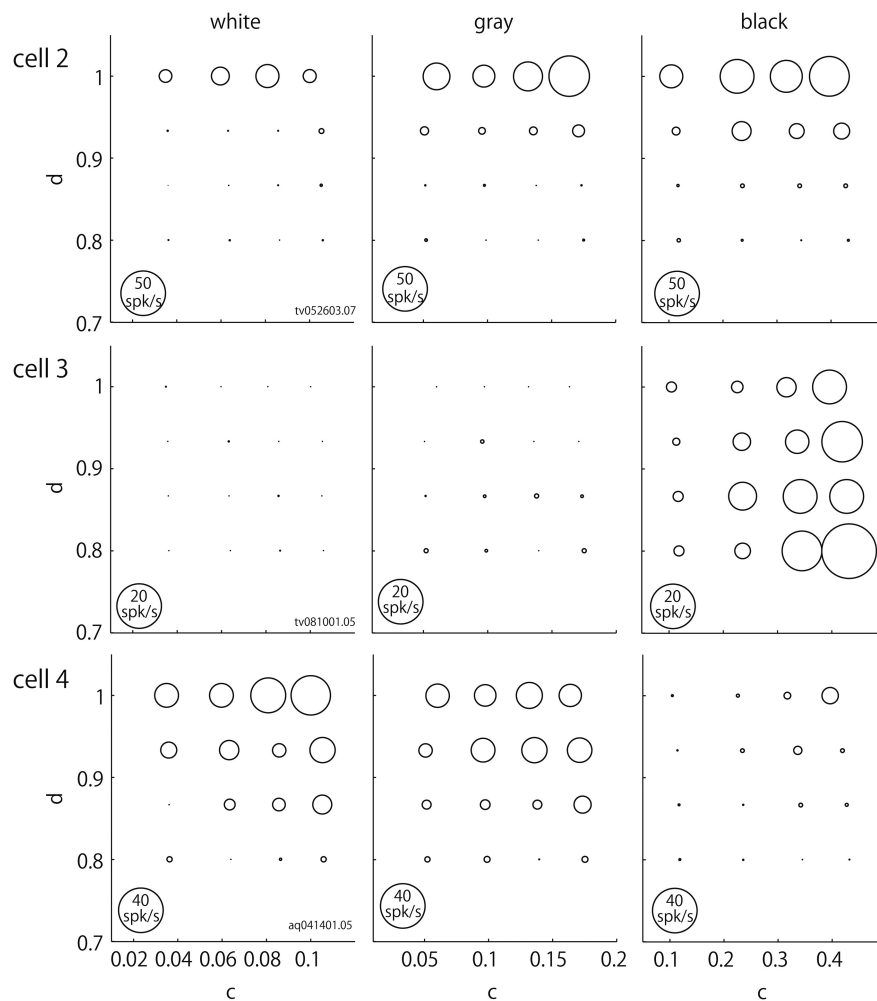 white gray black
cell 2
1
0.9
d
0.8
0.7
50
spk/s
tv052603.07
50
spk/s
50
spk/s
cell 3
1
0.9
d
0.8
0.7
20
spk/s
tv081001.05
20
spk/s
20
spk/s
cell 4
1
0.9
d
0.8
0.7
40
spk/s
aq041401.05
40
spk/s
40
spk/s
0.02 0.04 0.06 0.08 0.1
0.05 0.1 0.15 0.2
0.1 0.2 0.3 0.4
c c c